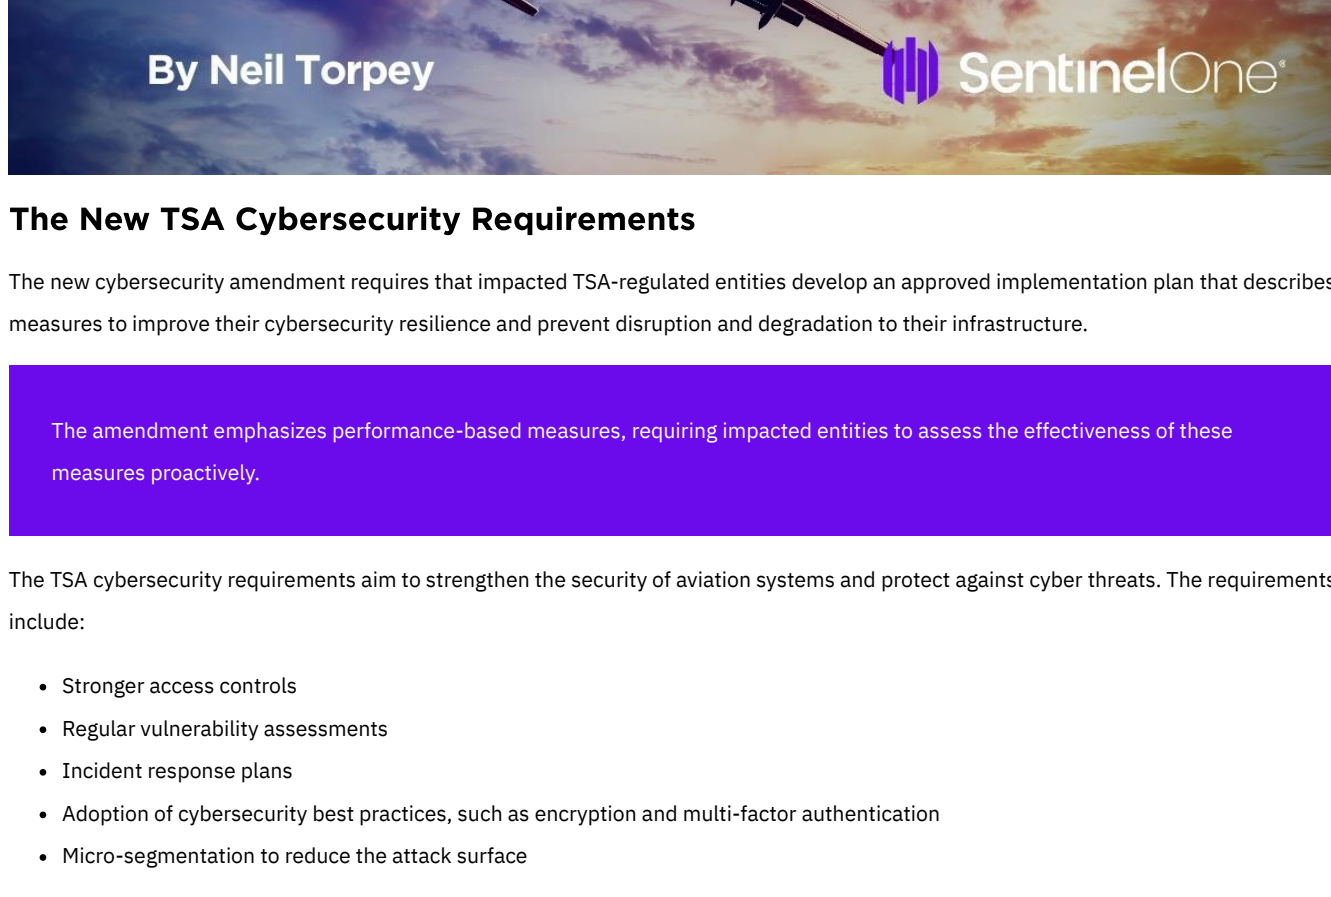 By Neil Torpey
SentinelOne®
The New TSA Cybersecurity Requirements
The new cybersecurity amendment requires that impacted TSA-regulated entities develop an approved implementation plan that describes
measures to improve their cybersecurity resilience and prevent disruption and degradation to their infrastructure.
The amendment emphasizes performance-based measures, requiring impacted entities to assess the effectiveness of these
measures proactively.
The TSA cybersecurity requirements aim to strengthen the security of aviation systems and protect against cyber threats. The requirements
include:
• Stronger access controls
• Regular vulnerability assessments
• Incident response plans
• Adoption of cybersecurity best practices, such as encryption and multi-factor authentication
• Micro-segmentation to reduce the attack surface